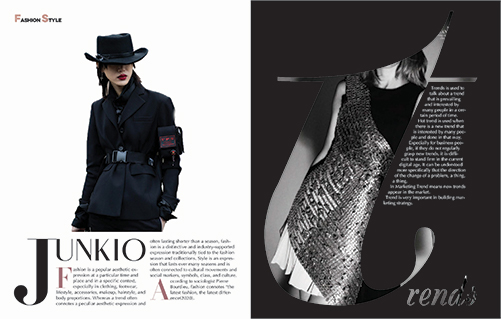 FASHION STYLE
JUNKIO
Fashion is a popular aesthetic ex-
pression at a particular time and
place and in a specific context,
especially in clothing, footwear,
lifestyle, accessories, makeup, hairstyle, and
body proportions. Whereas a trend often
connotes a peculiar aesthetic expression and
often lasting shorter than a season, fash-
ion is a distinctive and industry-supported
expression traditionally tied to the fashion
season and collections. Style is an expres-
sion that lasts over many seasons and is
often connected to cultural movements and
social markers, symbols, class, and culture.
According to sociologist Pierre
Bourdieu, fashion connotes "the
latest fashion, the latest differ-
ence(2020).
trends
Trends is used to
talk about a trend
that is prevailing
and interested by
many people in a cer-
tain period of time.
Hot trend is used when
there is a new trend that
is interested by many peo-
ple and done in that way.
Especially for business peo-
ple, if they do not regularly
grasp new trends, it is diffi-
cult to stand firm in the current
digital age. It can be understood
more specifically that the direction
of the change of a problem, a thing,
a thing.
In Marketing Trend means new trends
appear in the market.
Trend is very important in building mar-
keting strategy.